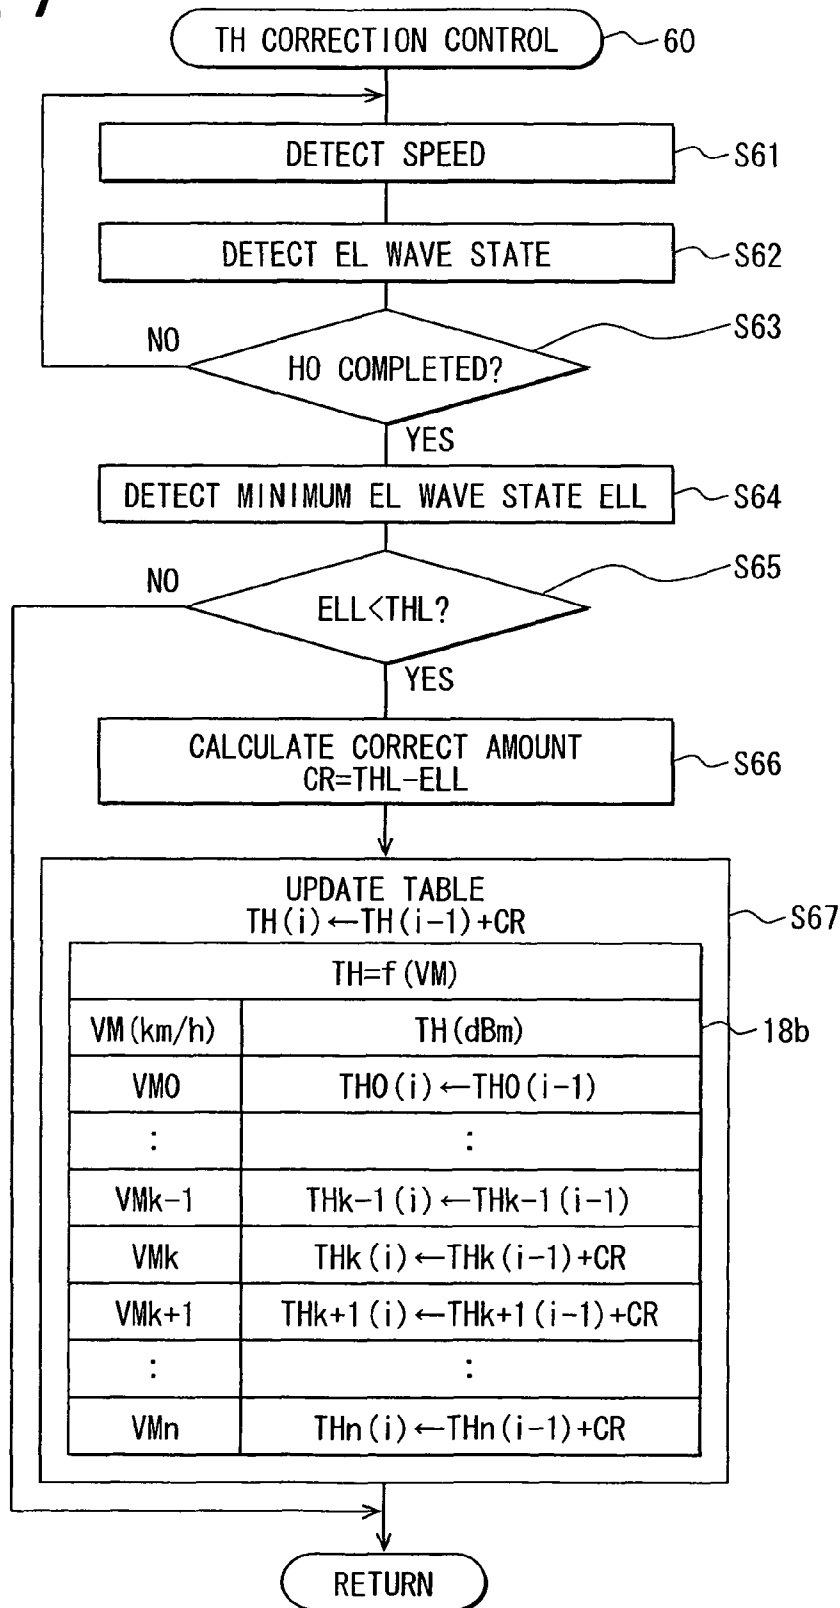 7
TH CORRECTION CONTROL
60
DETECT SPEED
S61
DETECT EL WAVE STATE
S62
NO
HO COMPLETED?
S63
YES
DETECT MINIMUM EL WAVE STATE ELL
S64
NO
ELL<THL?
S65
YES
CALCULATE CORRECT AMOUNT
CR=THL-ELL
S66
UPDATE TABLE
TH(i)←TH(i-1)+CR
S67
TH=f(VM)
VM(km/h) TH(dBm)
18b
VM0 TH0(i)←TH0(i-1)
: :
VMk-1 THk-1(i)←THk-1(i-1)
VMk THk(i)←THk(i-1)+CR
VMk+1 THk+1(i)←THk+1(i-1)+CR
: :
VMn THn(i)←THn(i-1)+CR
RETURN